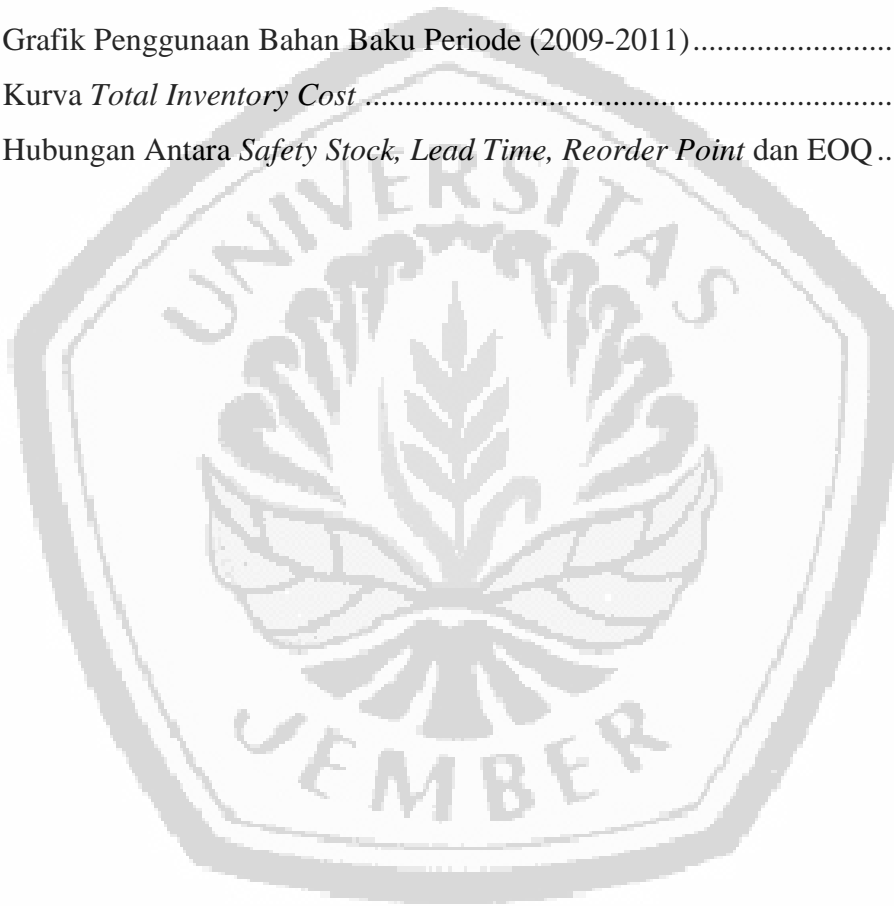 Grafik Penggunaan Bahan Baku Periode (2009-2011)........................
Kurva Total Inventory Cost ..................................................................
Hubungan Antara Safety Stock, Lead Time, Reorder Point dan EOQ ..
UNIVERSITAS
JEMBER